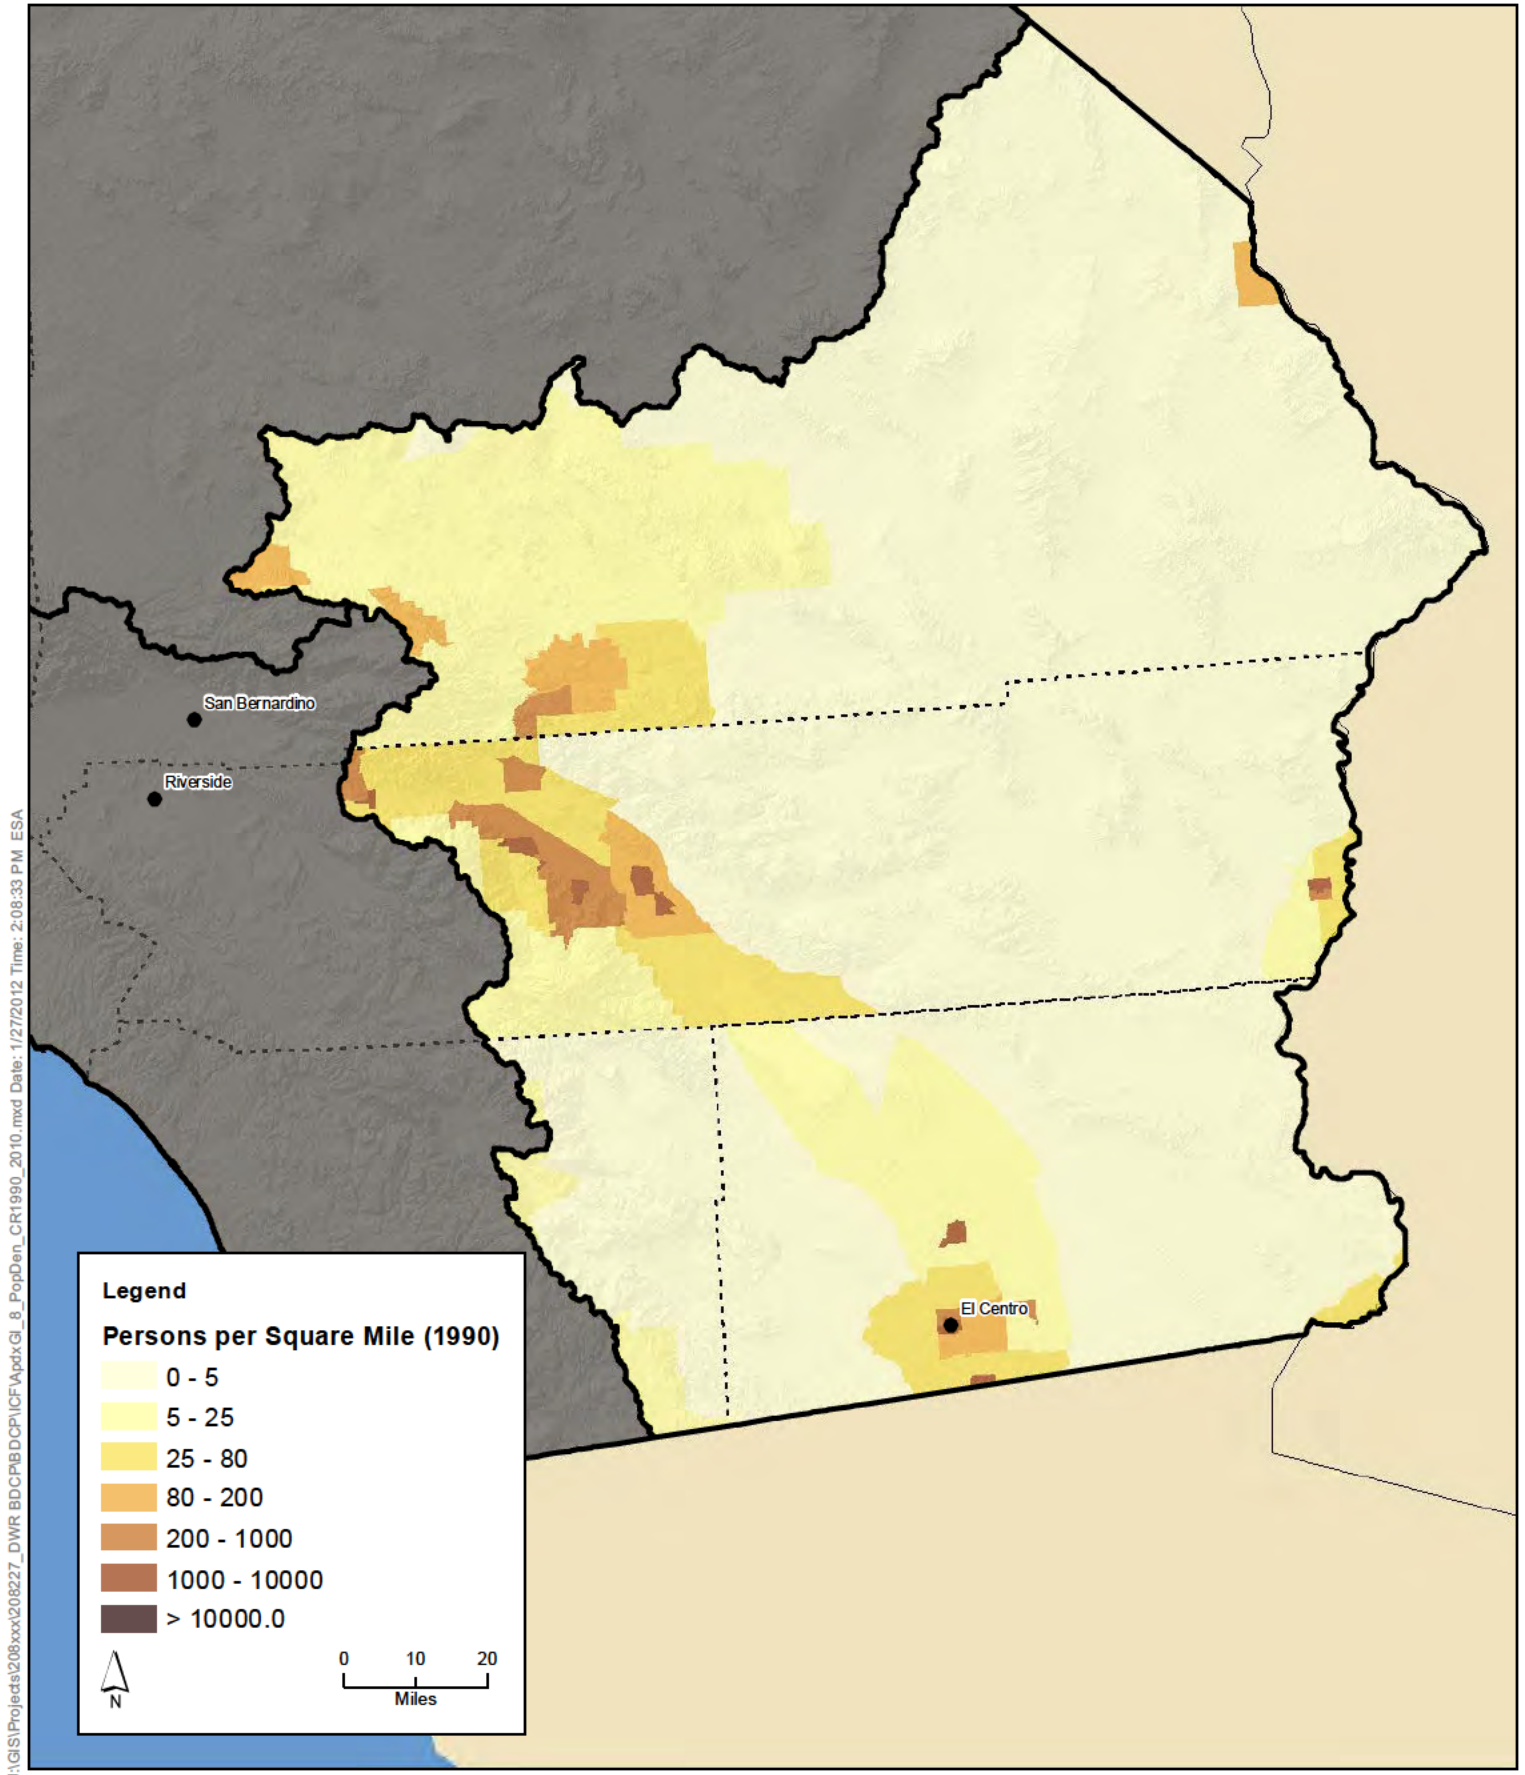 San Bernardino
Riverside
El Centro
Legend
Persons per Square Mile (1990)
0 - 5
5 - 25
25 - 80
80 - 200
200 - 1000
1000 - 10000
> 10000.0
N
0 10 20
Miles
:\GIS\Projects\208xxx\208227_DWR BDCP\BDCP\ICF\ApdxGI_8_PopDen_CR1990_2010.mxd Date: 1/27/2012 Time: 2:08:33 PM ESA